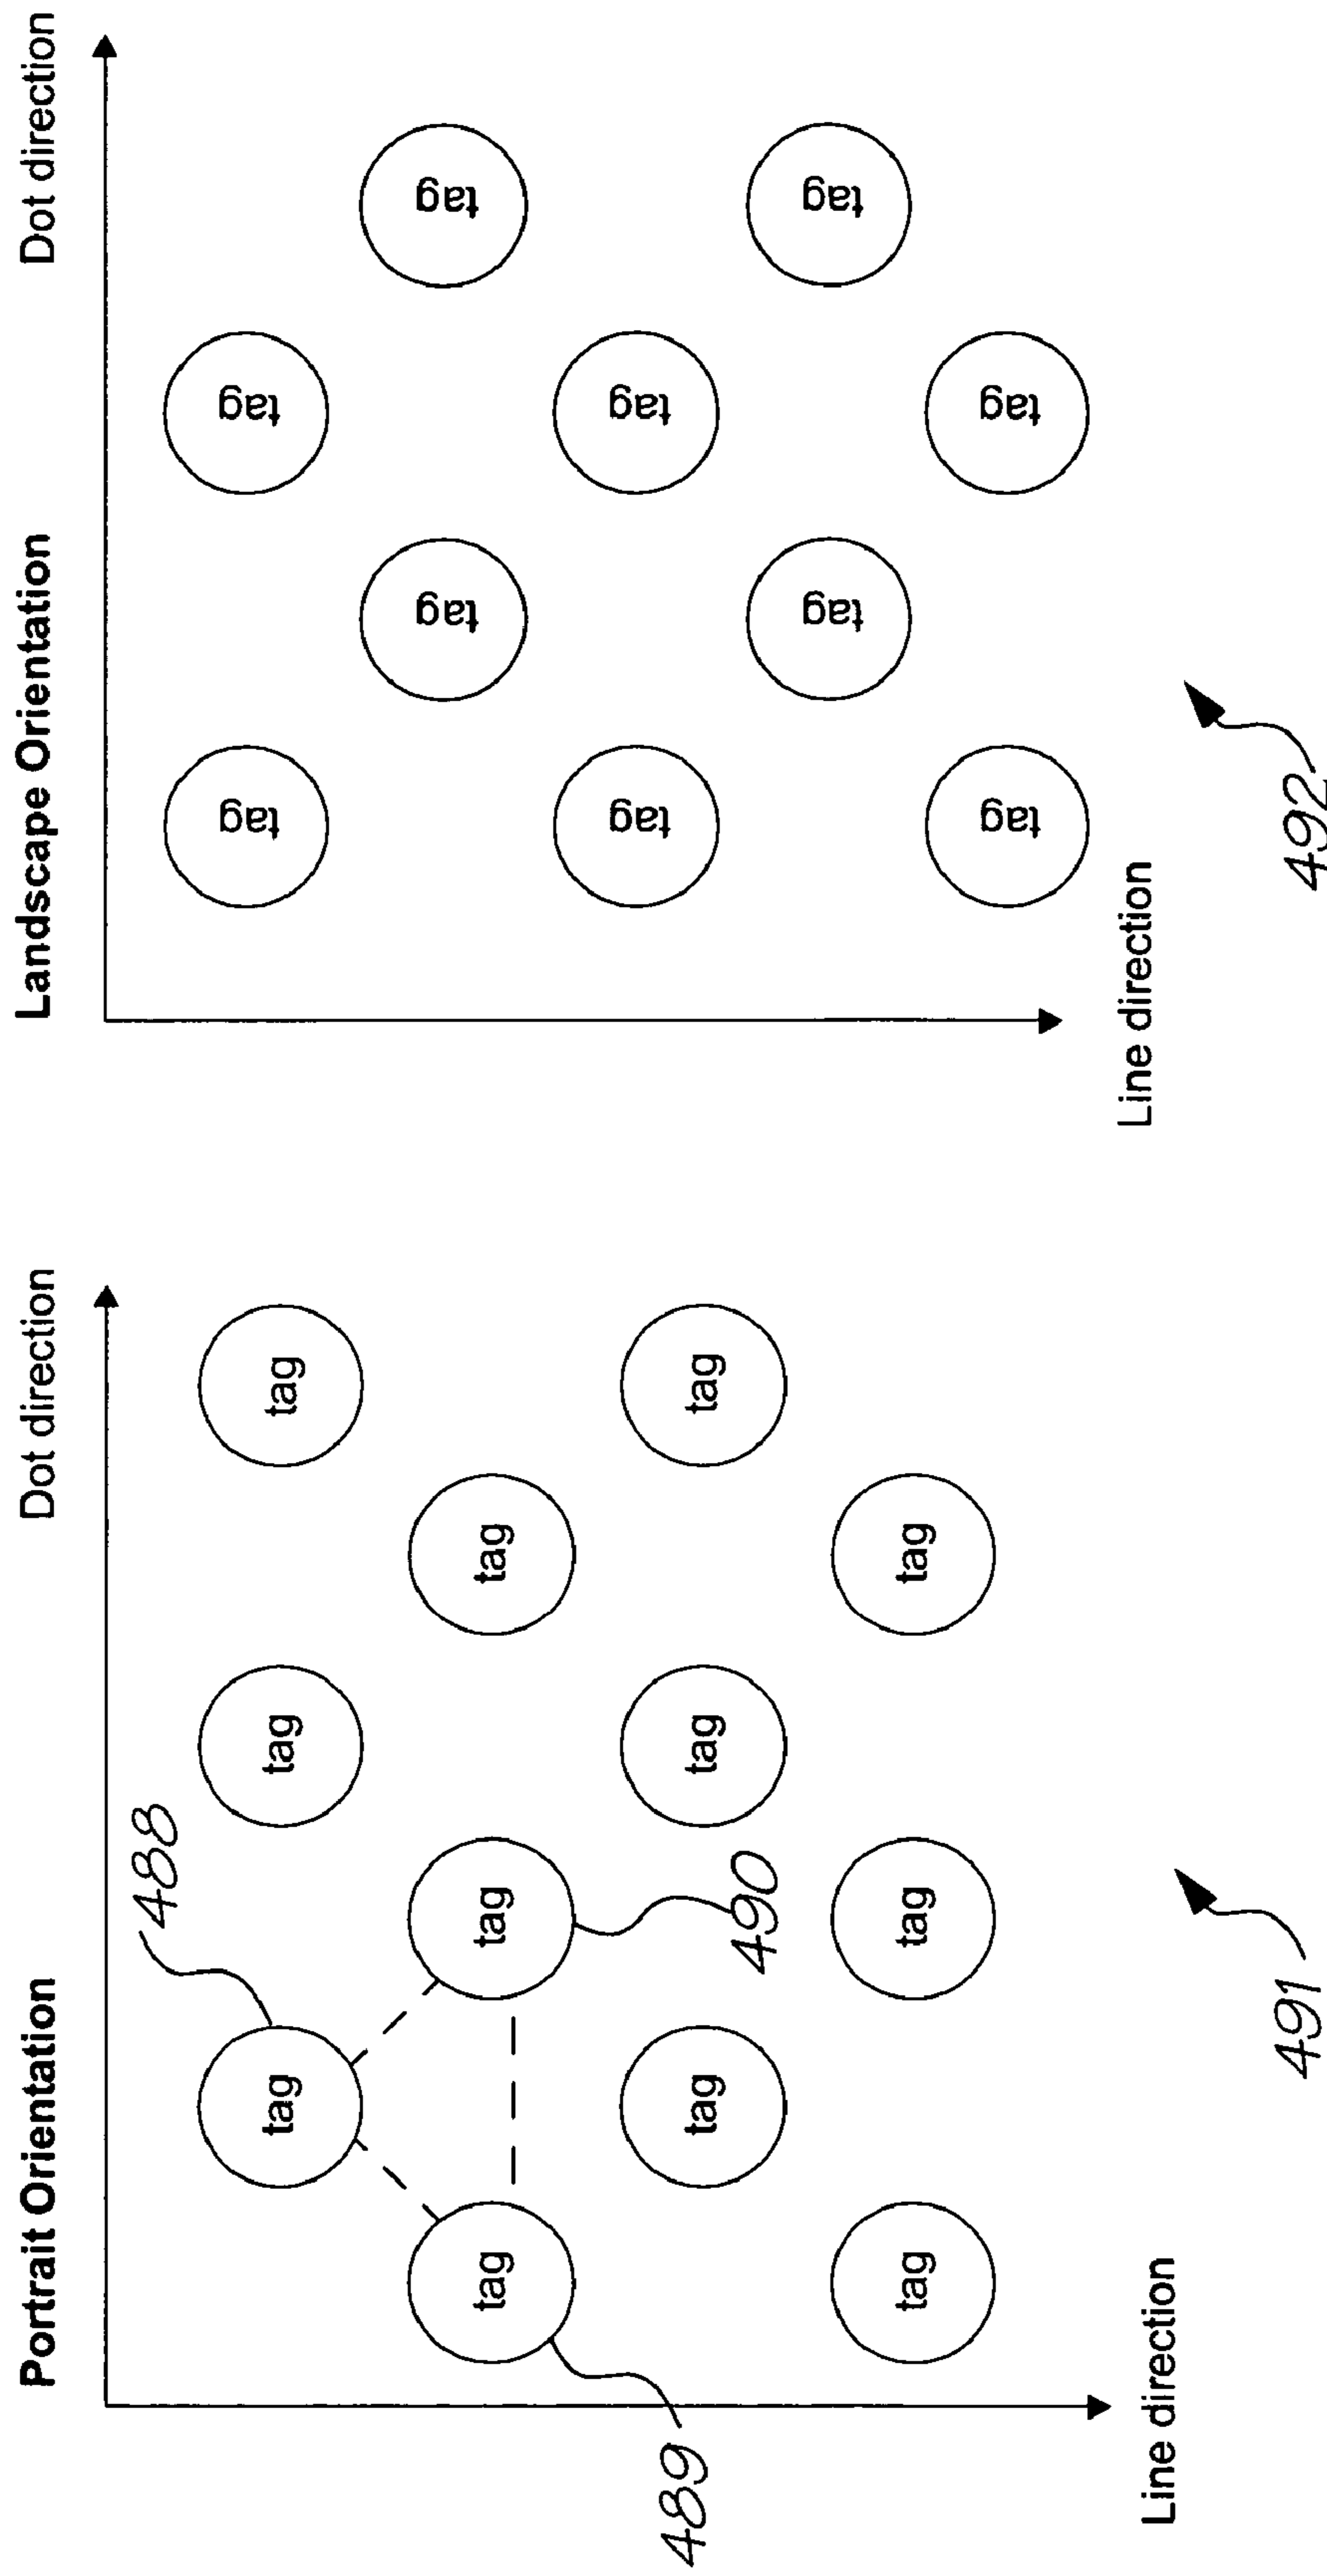 Portrait Orientation
Dot direction
488
tag
tag
tag
tag
tag
tag
489
490
tag
tag
tag
tag
tag
tag
Line direction
491
Landscape Orientation
Dot direction
tag
tag
tag
tag
tag
tag
tag
tag
tag
tag
Line direction
492